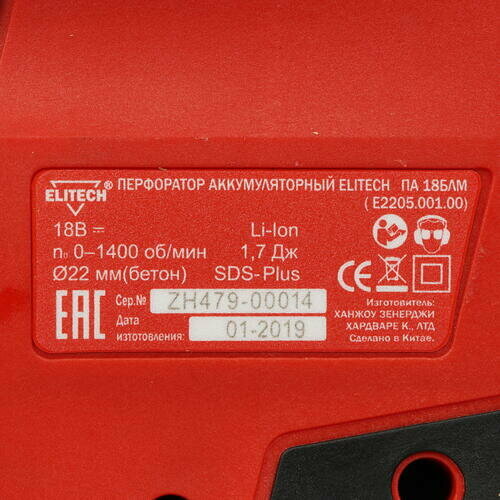 ELITECH® ПЕРФОРАТОР АККУМУЛЯТОРНЫЙ ELITECH ПА 18БЛМ
( E2205.001.00)
18В Li-Ion
n₀ 0–1400 об/мин 1,7 Дж
Ø22 мм(бетон) SDS-Plus
EAC Сер.№ ZH479-00014
Дата изготовления: 01-2019
CE
Изготовитель:
ХАНЖОУ ЗЕНЕРДЖИ
ХАРДВАРЕ К., ЛТД
Сделано в Китае.